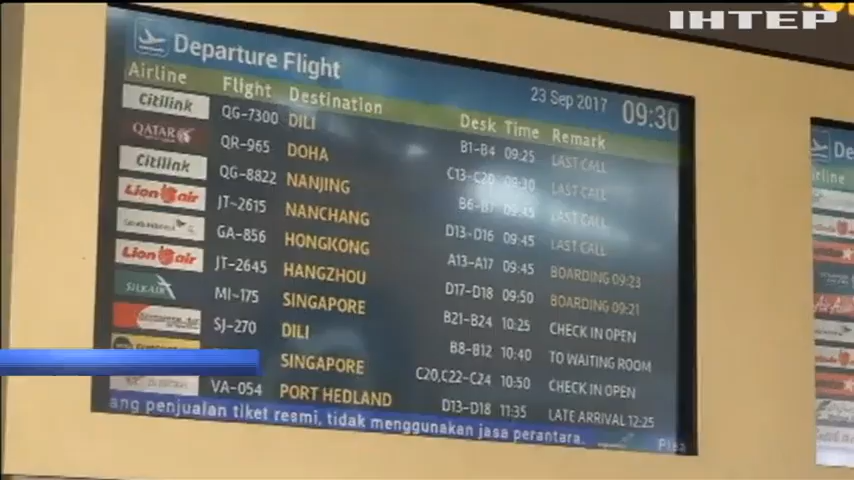 ІНТЕР
Departure Flight
23 Sep 2017 09:30
Airline Flight Destination Desk Time Remark
Citilink QG-7300 DILI B1-B4 09:25 LAST CALL
QATAR QR-965 DOHA C13-C20 09:30 LAST CALL
Citilink QG-8822 NANJING B6-B7 09:45 LAST CALL
Lion air JT-2615 NANCHANG D13-D16 09:45 LAST CALL
GA-856 HONGKONG A13-A17 09:45 BOARDING 09:23
Lion air JT-2645 HANGZHOU D17-D18 09:50 BOARDING 09:21
SILKAIR MI-175 SINGAPORE B21-B24 10:25 CHECK IN OPEN
SJ-270 DILI B8-B12 10:40 TO WAITING ROOM
SINGAPORE C20,C22-C24 10:50 CHECK IN OPEN
VA-054 PORT HEDLAND D13-D18 11:35 LATE ARRIVAL 12:25
ang penjualan tiket resmi, tidak menggunakan jasa perantara.
De
irline